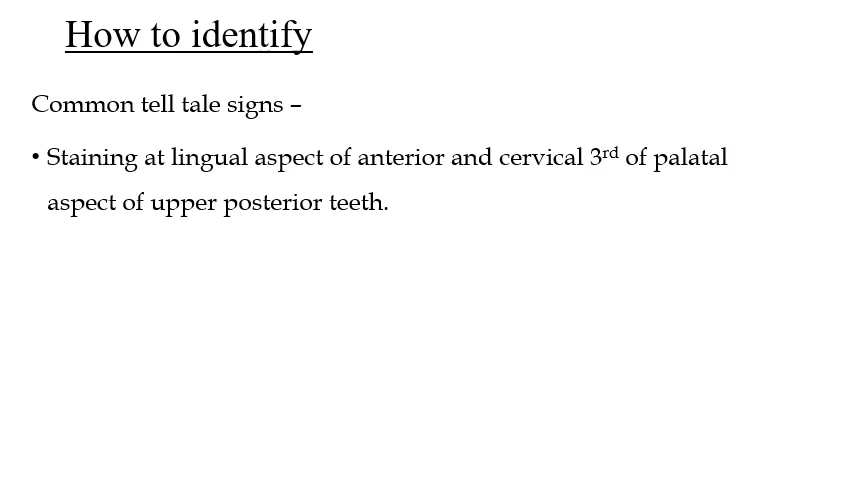 How to identify
Common tell tale signs –
• Staining at lingual aspect of anterior and cervical 3rd of palatal
aspect of upper posterior teeth.